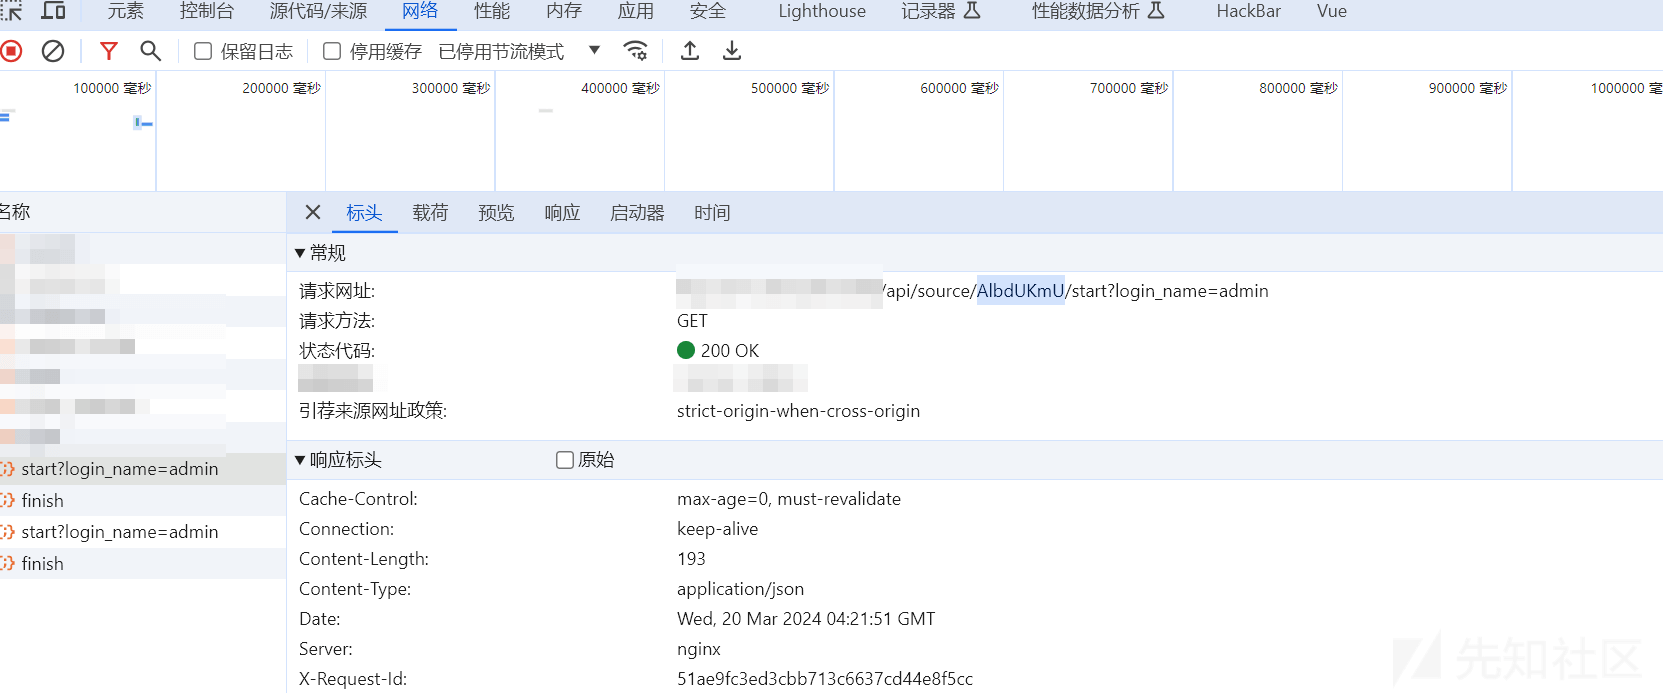 元素 控制台 源代码/来源 网络 性能 内存 应用 安全 Lighthouse 记录器 性能数据分析 HackBar Vue
保留日志 停用缓存 已停用节流模式
100000 毫秒 200000 毫秒 300000 毫秒 400000 毫秒 500000 毫秒 600000 毫秒 700000 毫秒 800000 毫秒 900000 毫秒 1000000 毫
名称 标头 载荷 预览 响应 启动器 时间
常规
请求网址: /api/source/AlbdUKmU/start?login_name=admin
请求方法: GET
状态代码: 200 OK
引荐来源网址政策: strict-origin-when-cross-origin
响应标头 原始
start?login_name=admin
finish
start?login_name=admin
finish
Cache-Control: max-age=0, must-revalidate
Connection: keep-alive
Content-Length: 193
Content-Type: application/json
Date: Wed, 20 Mar 2024 04:21:51 GMT
Server: nginx
X-Request-Id: 51ae9fc3ed3cbb713c6637cd44e8f5cc
先知社区